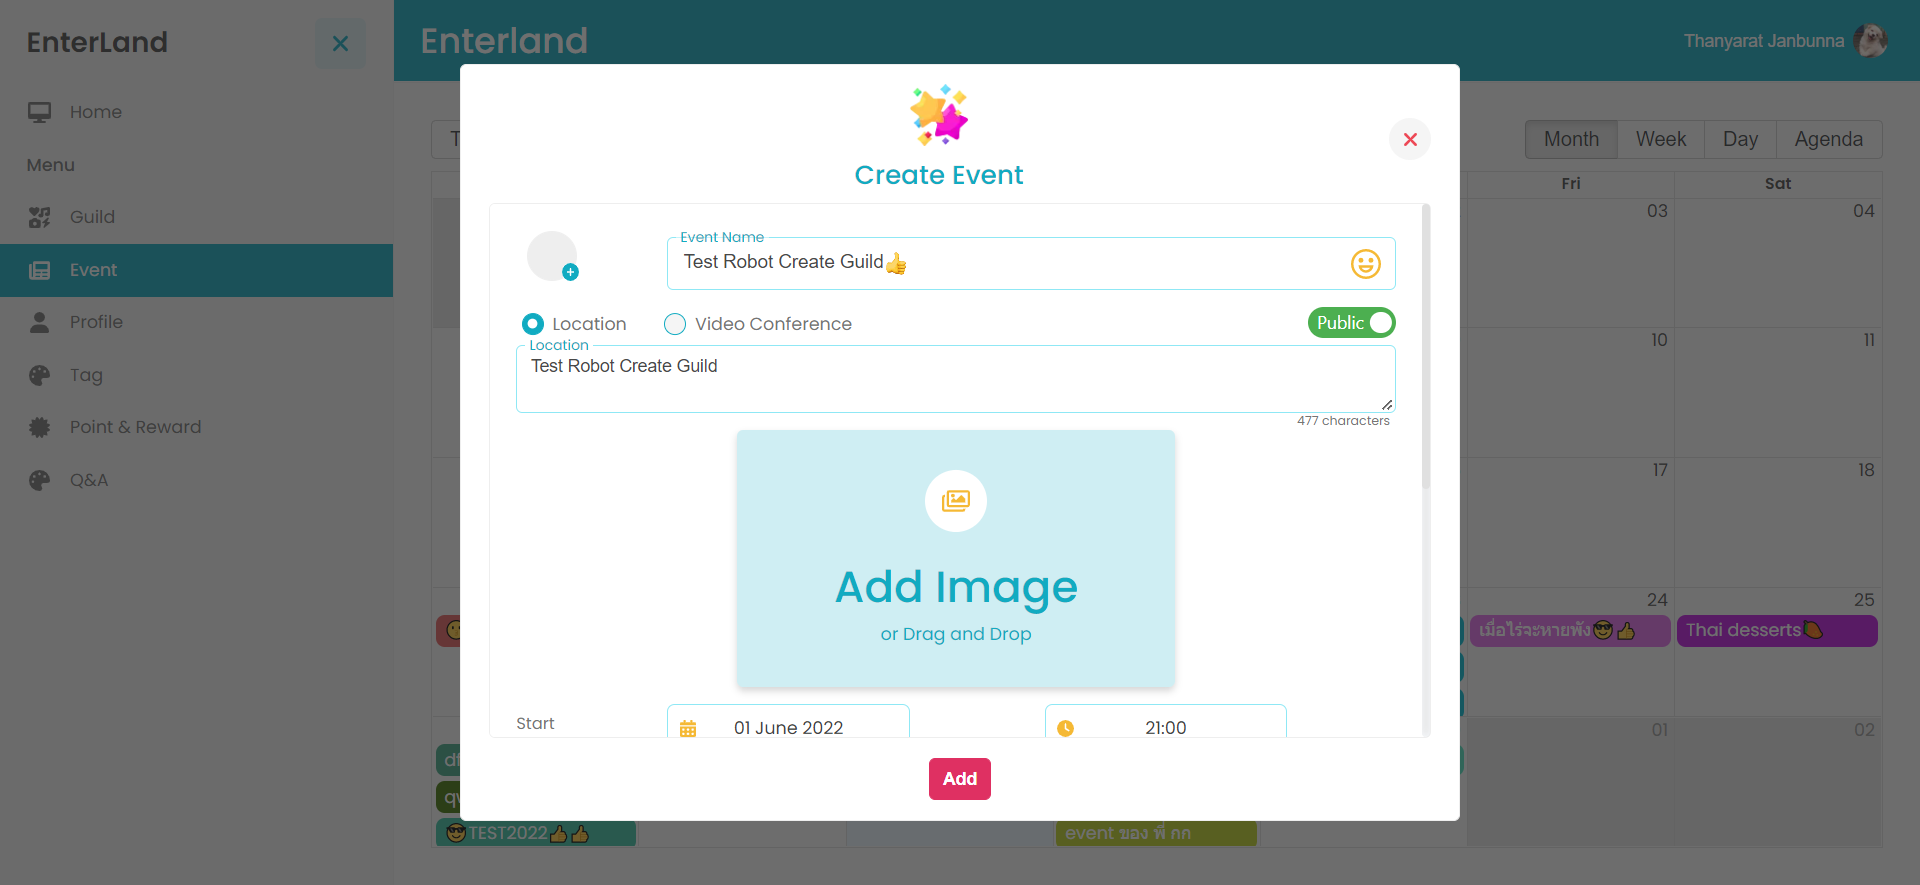 EnterLand
Enterland
Thanyarat Janbunna
Home
Menu
Guild
Event
Profile
Tag
Point & Reward
Q&A
Month Week Day Agenda
Fri Sat
03 04
10 11
17 18
24 25
เมื่อไร่จะหายพัง😎👍 Thai desserts🥭
01 02
😎TEST2022👍👍
event ของ พี่ กก
Create Event
Event Name
Test Robot Create Guild👍
Location Video Conference Public
Location
Test Robot Create Guild
477 characters
Add Image
or Drag and Drop
Start 01 June 2022 21:00
Add